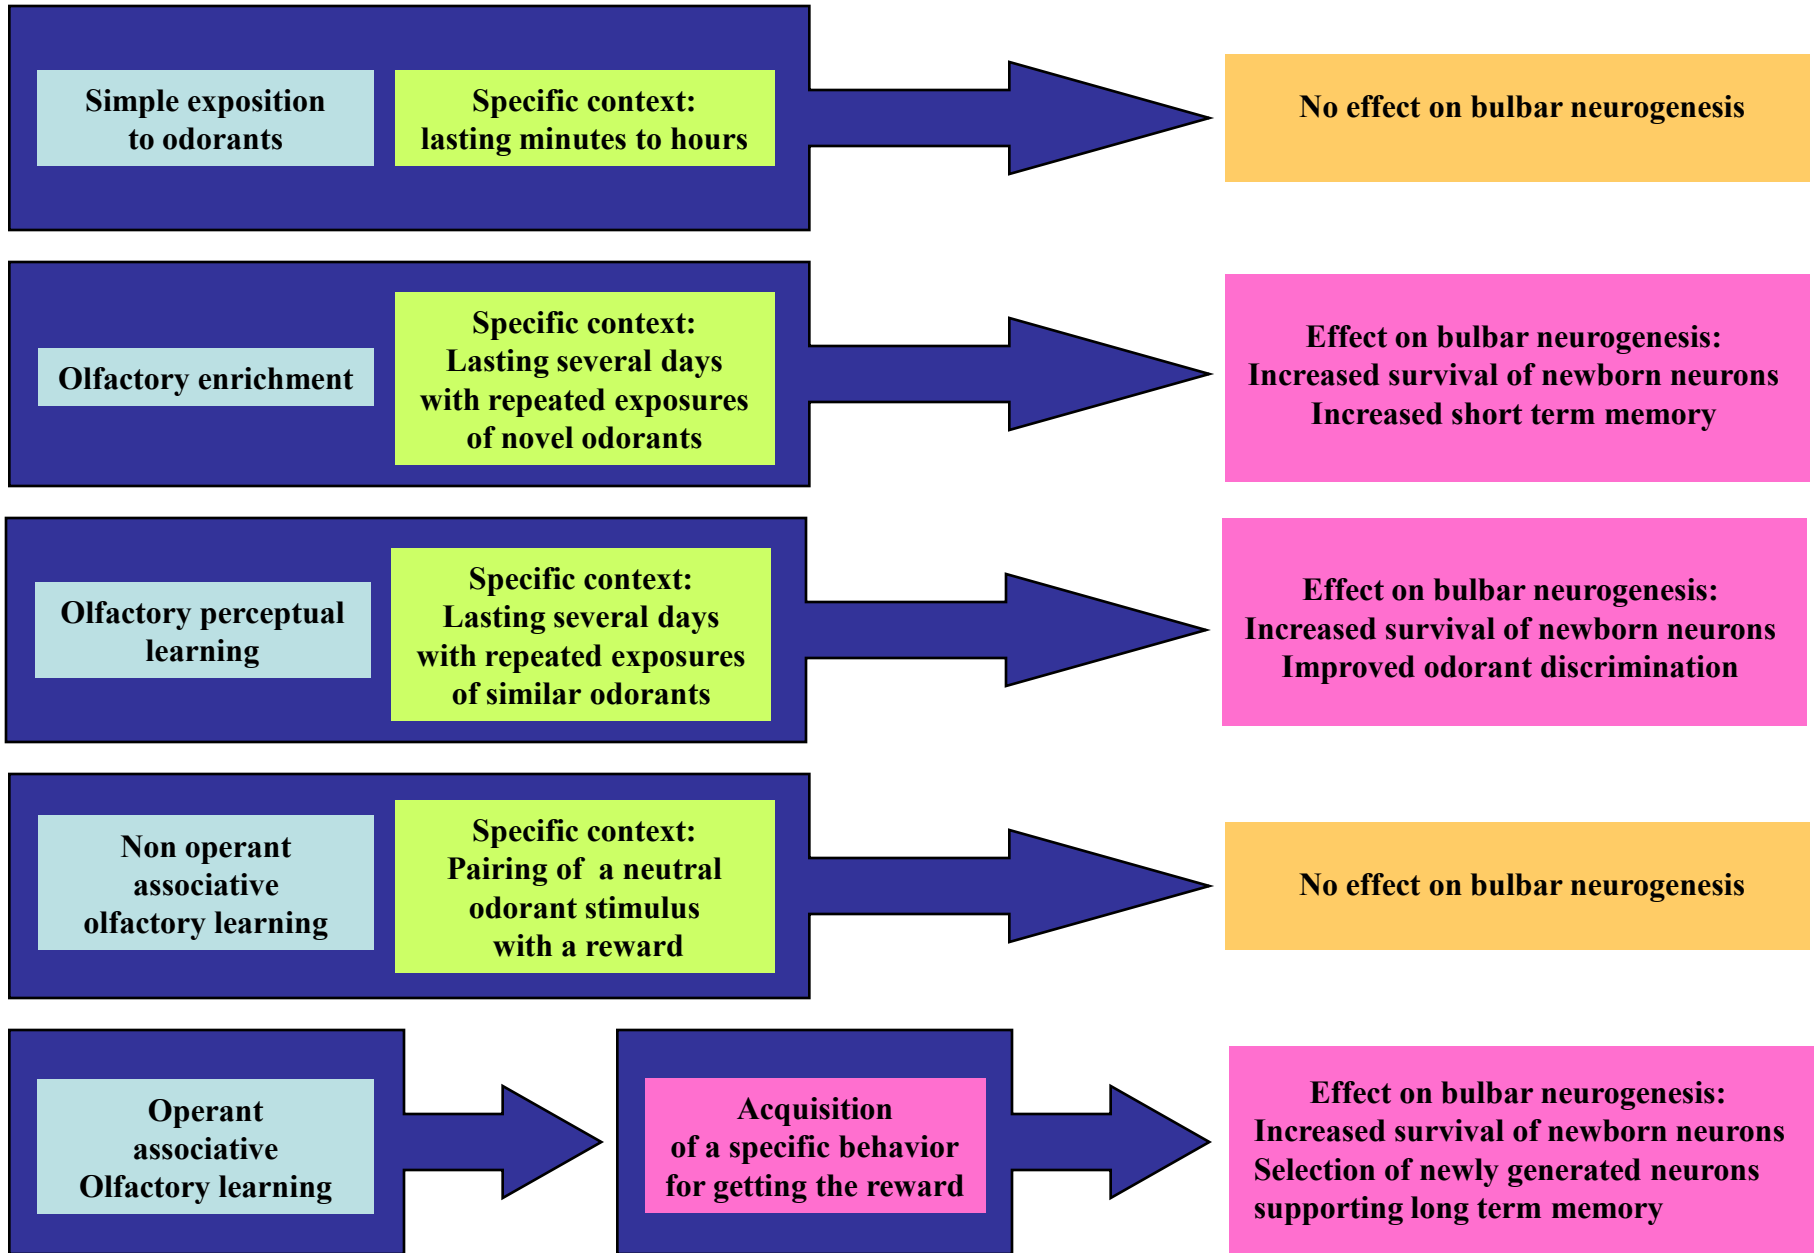 Simple exposition
to odorants
Specific context:
lasting minutes to hours
No effect on bulbar neurogenesis
Olfactory enrichment
Specific context:
Lasting several days
with repeated exposures
of novel odorants
Effect on bulbar neurogenesis:
Increased survival of newborn neurons
Increased short term memory
Olfactory perceptual
learning
Specific context:
Lasting several days
with repeated exposures
of similar odorants
Effect on bulbar neurogenesis:
Increased survival of newborn neurons
Improved odorant discrimination
Non operant
associative
olfactory learning
Specific context:
Pairing of a neutral
odorant stimulus
with a reward
No effect on bulbar neurogenesis
Operant
associative
Olfactory learning
Acquisition
of a specific behavior
for getting the reward
Effect on bulbar neurogenesis:
Increased survival of newborn neurons
Selection of newly generated neurons
supporting long term memory